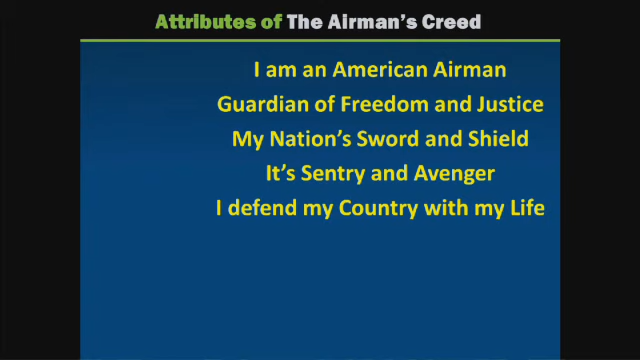 Attributes of The Airman's Creed
I am an American Airman
Guardian of Freedom and Justice
My Nation's Sword and Shield
It's Sentry and Avenger
I defend my Country with my Life